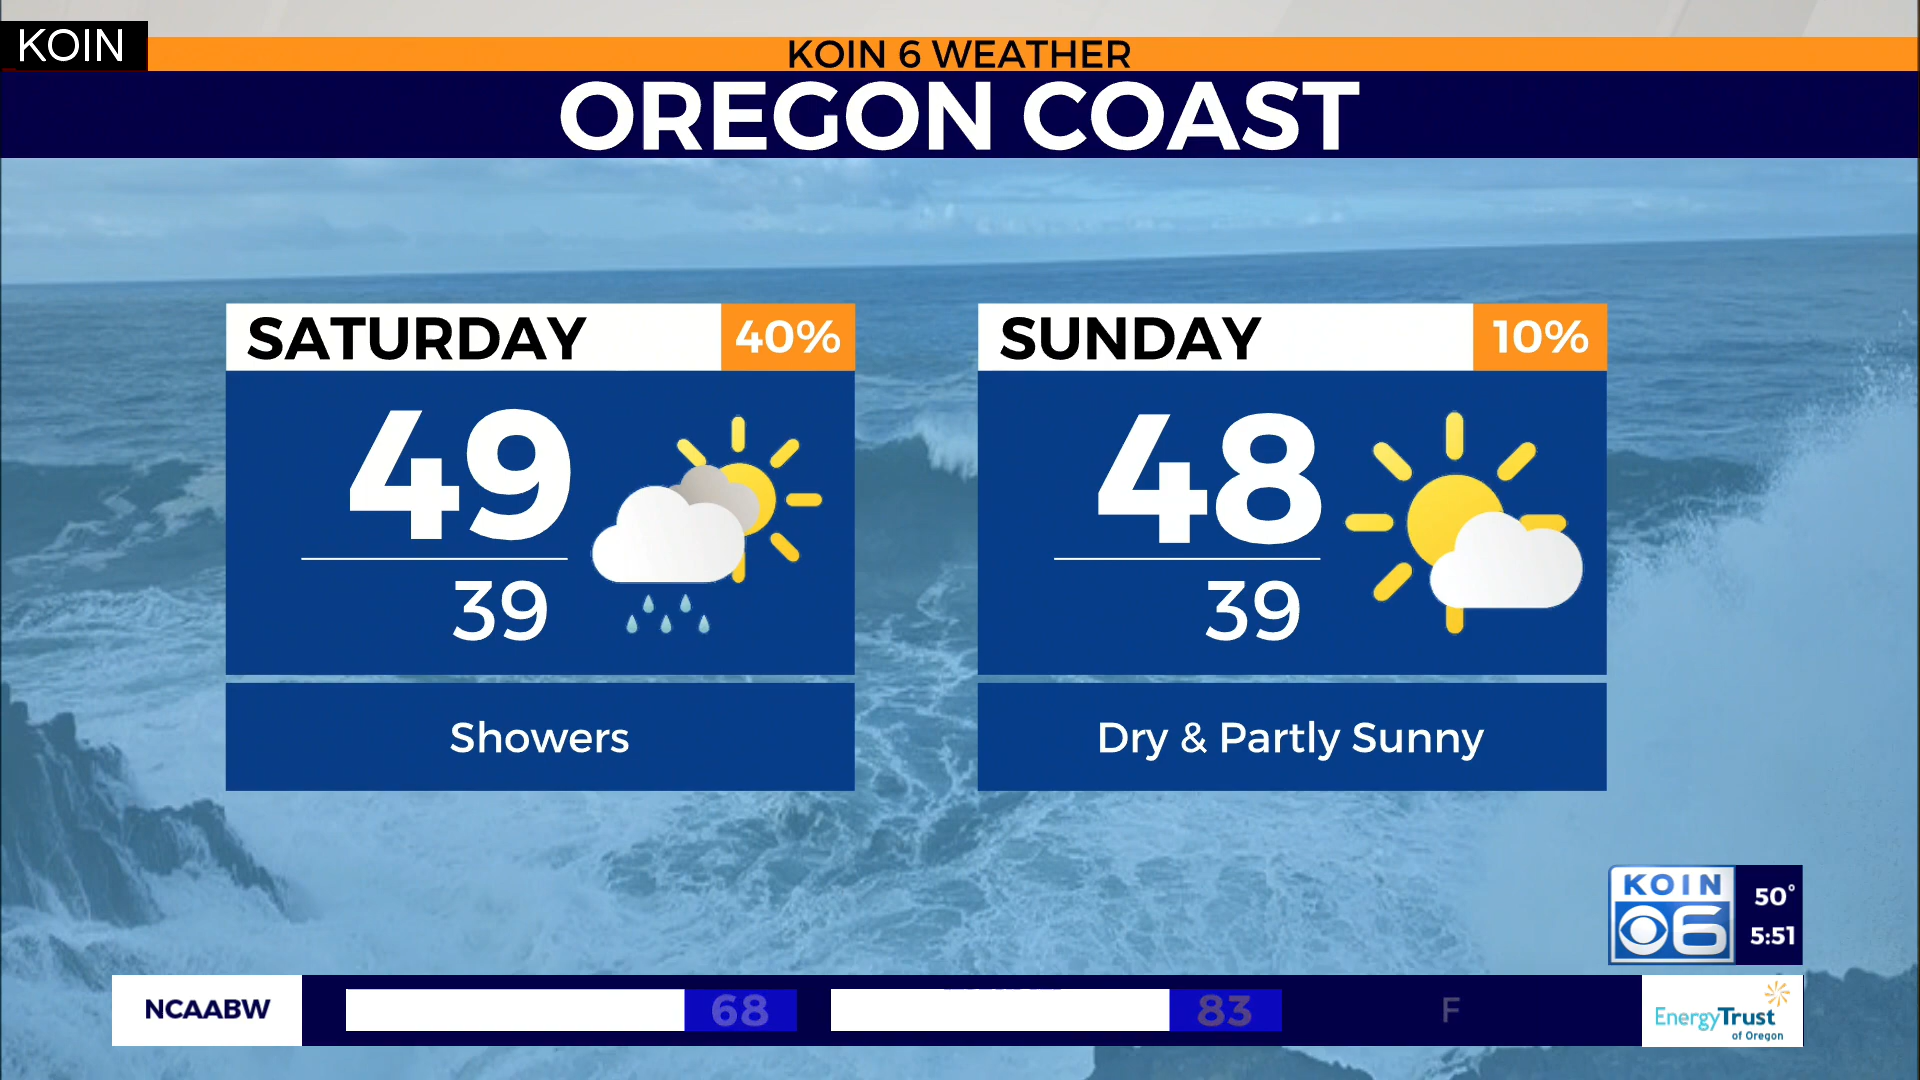 KOIN
KOIN 6 WEATHER
OREGON COAST
SATURDAY 40%
49
39
Showers
SUNDAY 10%
48
39
Dry & Partly Sunny
KOIN
6
50°
5:51
NCAABW 68 83 F
EnergyTrust
of Oregon